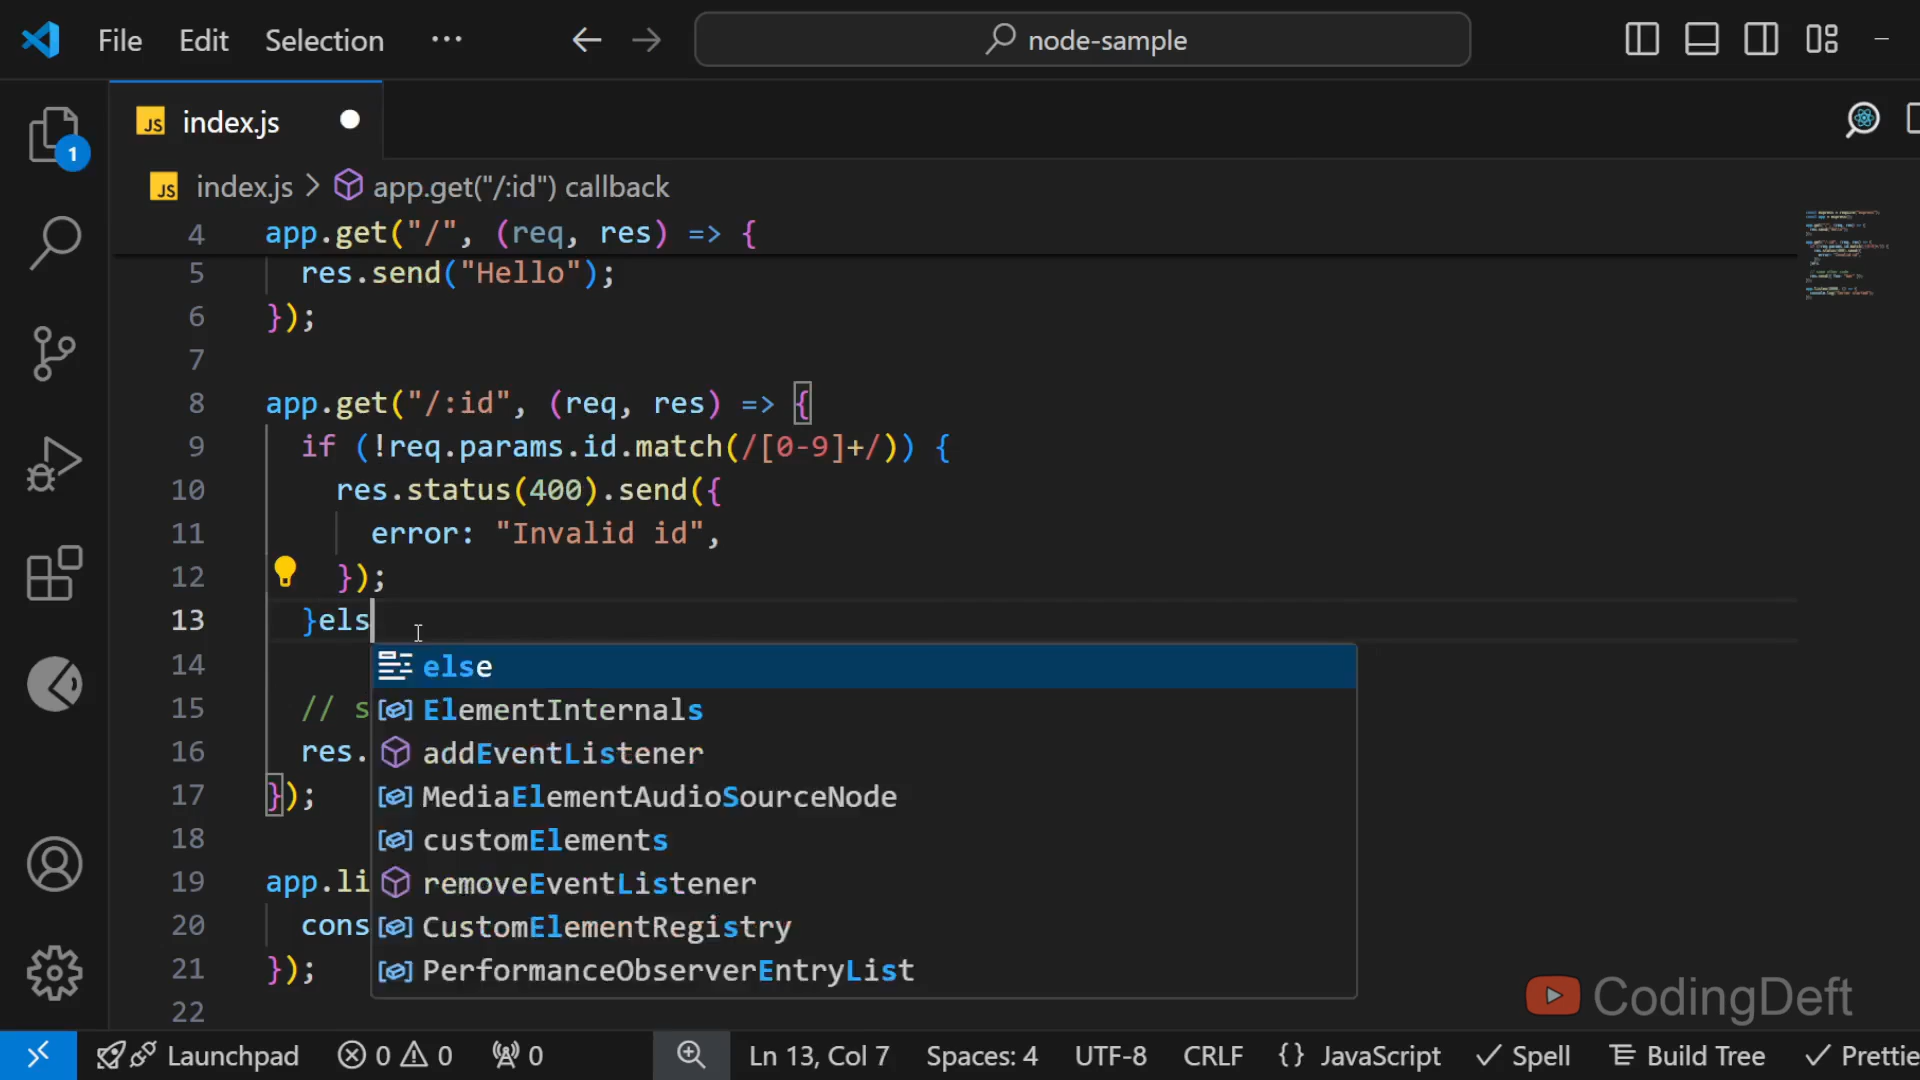 File Edit Selection ··· node-sample
JS index.js
1
JS index.js > app.get("/:id") callback
4 app.get("/", (req, res) => {
5 res.send("Hello");
6 });
7
8 app.get("/:id", (req, res) => {
9 if (!req.params.id.match(/[0-9]+/)) {
10 res.status(400).send({
11 error: "Invalid id",
12 });
13 }els
14 else
ElementInternals
15 // s
addEventListener
16 res.
MediaElementAudioSourceNode
17 });
18 customElements
19 app.li
removeEventListener
20 cons
CustomElementRegistry
21 });
PerformanceObserverEntryList
22
CodingDeft
Launchpad 0 0 0 Ln 13, Col 7 Spaces: 4 UTF-8 CRLF {} JavaScript Spell Build Tree Prettie